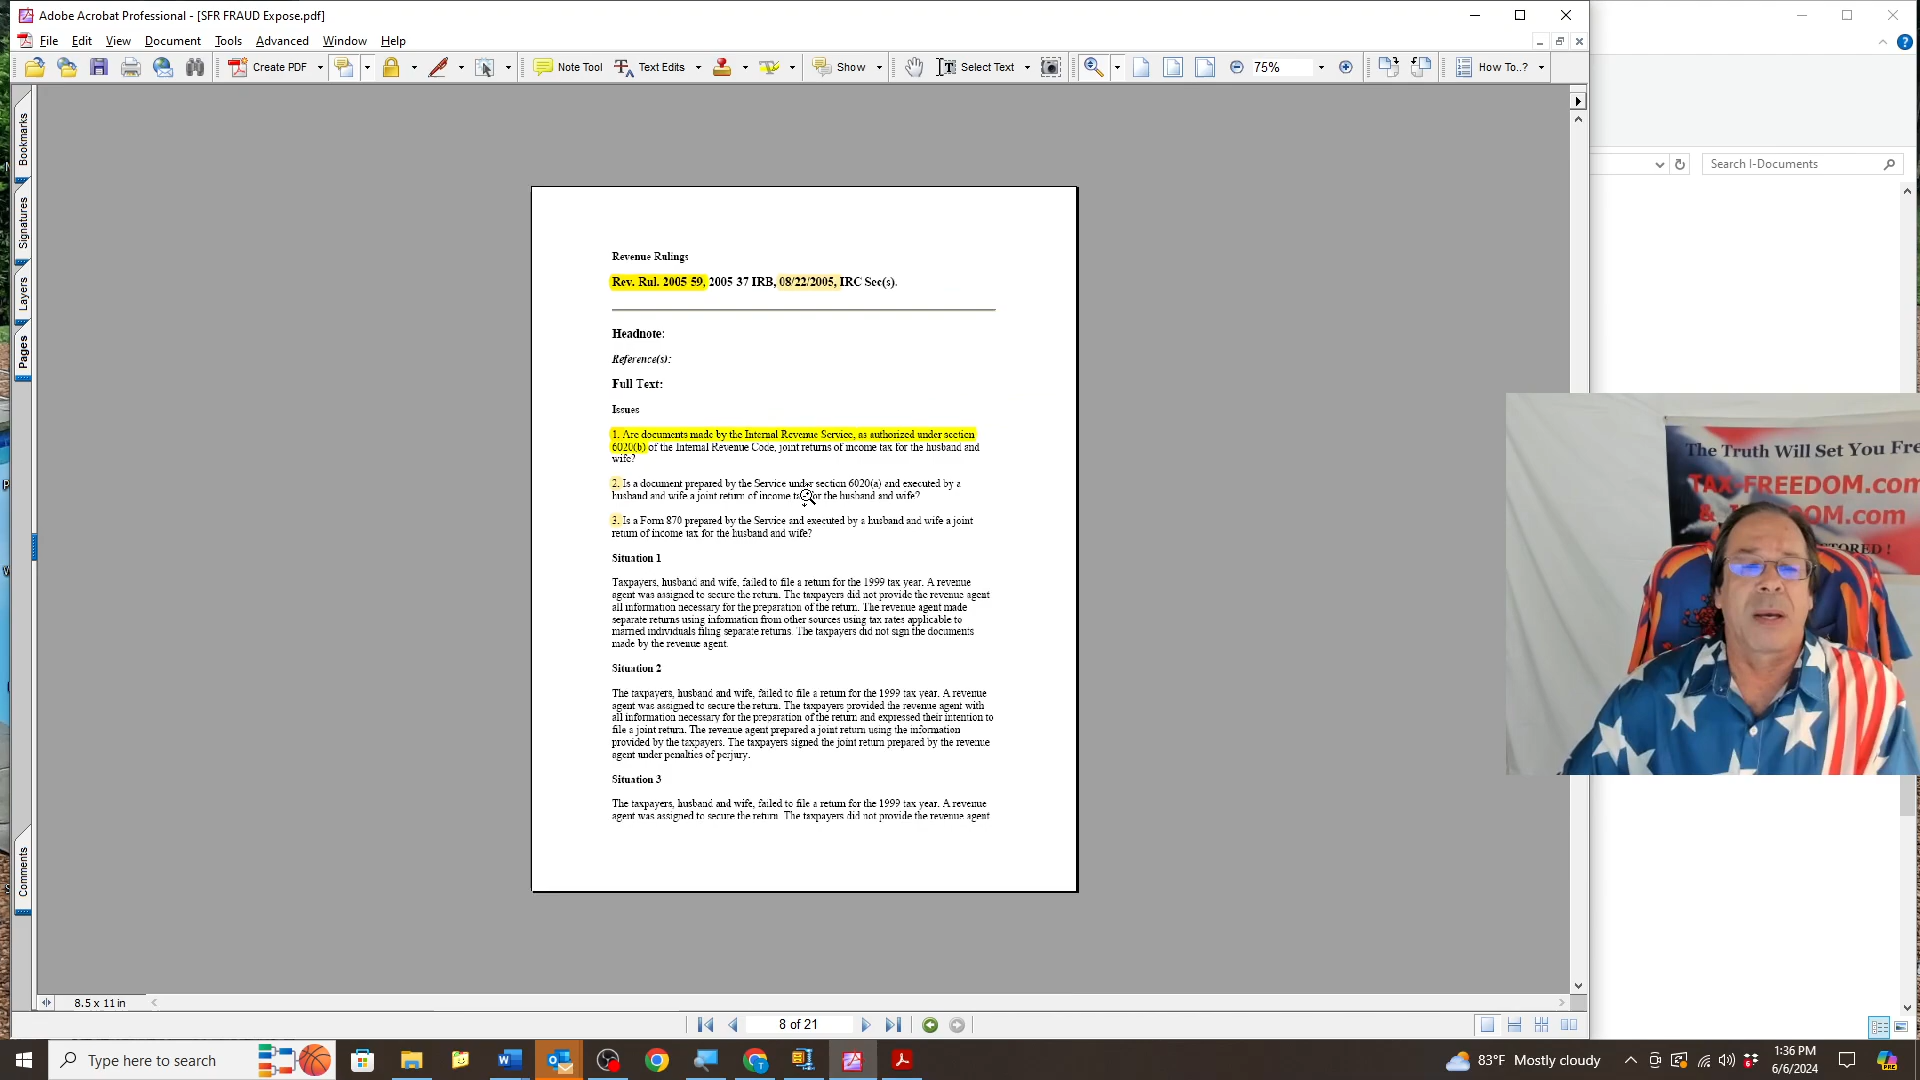 Adobe Acrobat Professional - [SFR FRAUD Expose.pdf]
File Edit View Document Tools Advanced Window Help
Create PDF Note Tool Text Edits Show Select Text 75% How To..?
Search I-Documents
Bookmarks
Signatures
Layers
Pages
Comments
Revenue Rulings
Rev. Rul. 2005 59, 2005 37 IRB, 08/22/2005, IRC Sec(s).
Headnote:
Reference(s):
Full Text:
Issues
1. Are documents made by the Internal Revenue Service, as authorized under section
6020(b) of the Internal Revenue Code, joint returns of income tax for the husband and
wife?
2. Is a document prepared by the Service under section 6020(a) and executed by a
husband and wife a joint return of income tax for the husband and wife?
3. Is a Form 870 prepared by the Service and executed by a husband and wife a joint
return of income tax for the husband and wife?
Situation 1
Taxpayers, husband and wife, failed to file a return for the 1999 tax year. A revenue
agent was assigned to secure the return. The taxpayers did not provide the revenue agent
all information necessary for the preparation of the return. The revenue agent made
separate returns using information from other sources using tax rates applicable to
married individuals filing separate returns. The taxpayers did not sign the documents
made by the revenue agent.
Situation 2
The taxpayers, husband and wife, failed to file a return for the 1999 tax year. A revenue
agent was assigned to secure the return. The taxpayers provided the revenue agent with
all information necessary for the preparation of the return and expressed their intention to
file a joint return. The revenue agent prepared a joint return using the information
provided by the taxpayers. The taxpayers signed the joint return prepared by the revenue
agent under penalties of perjury.
Situation 3
The taxpayers, husband and wife, failed to file a return for the 1999 tax year. A revenue
agent was assigned to secure the return. The taxpayers did not provide the revenue agent
The Truth Will Set You Free
TAX-FREEDOM.com
& com
TORED !
8.5 x 11 in
8 of 21
Type here to search
83°F Mostly cloudy
1:36 PM
6/6/2024